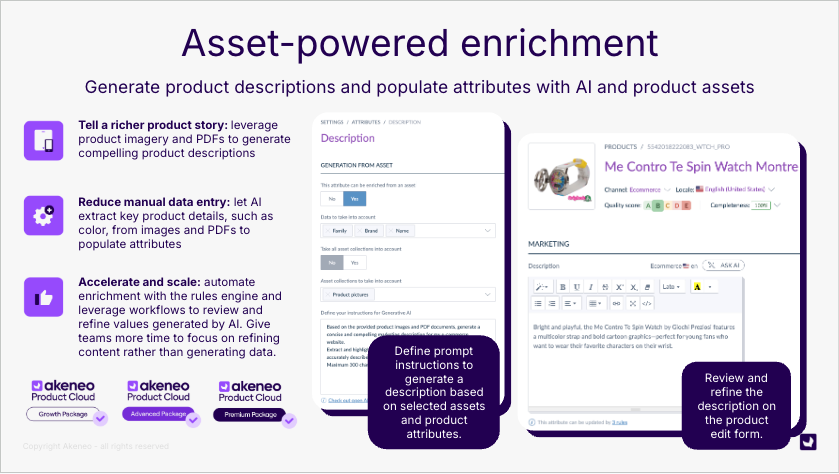 Asset-powered enrichment
Generate product descriptions and populate attributes with AI and product assets
Tell a richer product story: leverage
product imagery and PDFs to generate
compelling product descriptions
Reduce manual data entry: let AI
extract key product details, such as
color, from images and PDFs to
populate attributes
Accelerate and scale: automate
enrichment with the rules engine and
leverage workflows to review and
refine values generated by AI. Give
teams more time to focus on refining
content rather than generating data.
akeneo
Product Cloud
Growth Package
akeneo
Product Cloud
Advanced Package
akeneo
Product Cloud
Premium Package
Copyright Akeneo - all rights reserved
SETTINGS / ATTRIBUTES / DESCRIPTION
Description
GENERATION FROM ASSET
This attribute can be enriched from an asset
No Yes
Data to take into account
Family Brand Name
Take all asset collections into account
No Yes
Asset collections to take into account
Product pictures
Define your instructions for Generative AI
Based on the provided product images and PDF documents, generate a
concise and compelling marketing description for an e-commerce
website.
Extract and highlight
accurately describe
Maximum 300
Check out asset
Define prompt
instructions to
generate a
description based
on selected assets
and product
attributes.
PRODUCTS /
Me Contro Te Spin Watch Montre
Channel Ecommerce Locale: English (United States)
Quality score A B C D E Completeness: 100%
MARKETING
Description Ecommerce en ASK AI
B I U S Lato A
Bright and playful, the Me Contro Te Spin Watch by Giochi Preziosi features
a multicolor strap and bold cartoon graphics—perfect for young fans who
want to wear their favorite characters on their wrist.
This attribute can be updated by 3 rules
Review and
refine the
description on
the product
edit form.